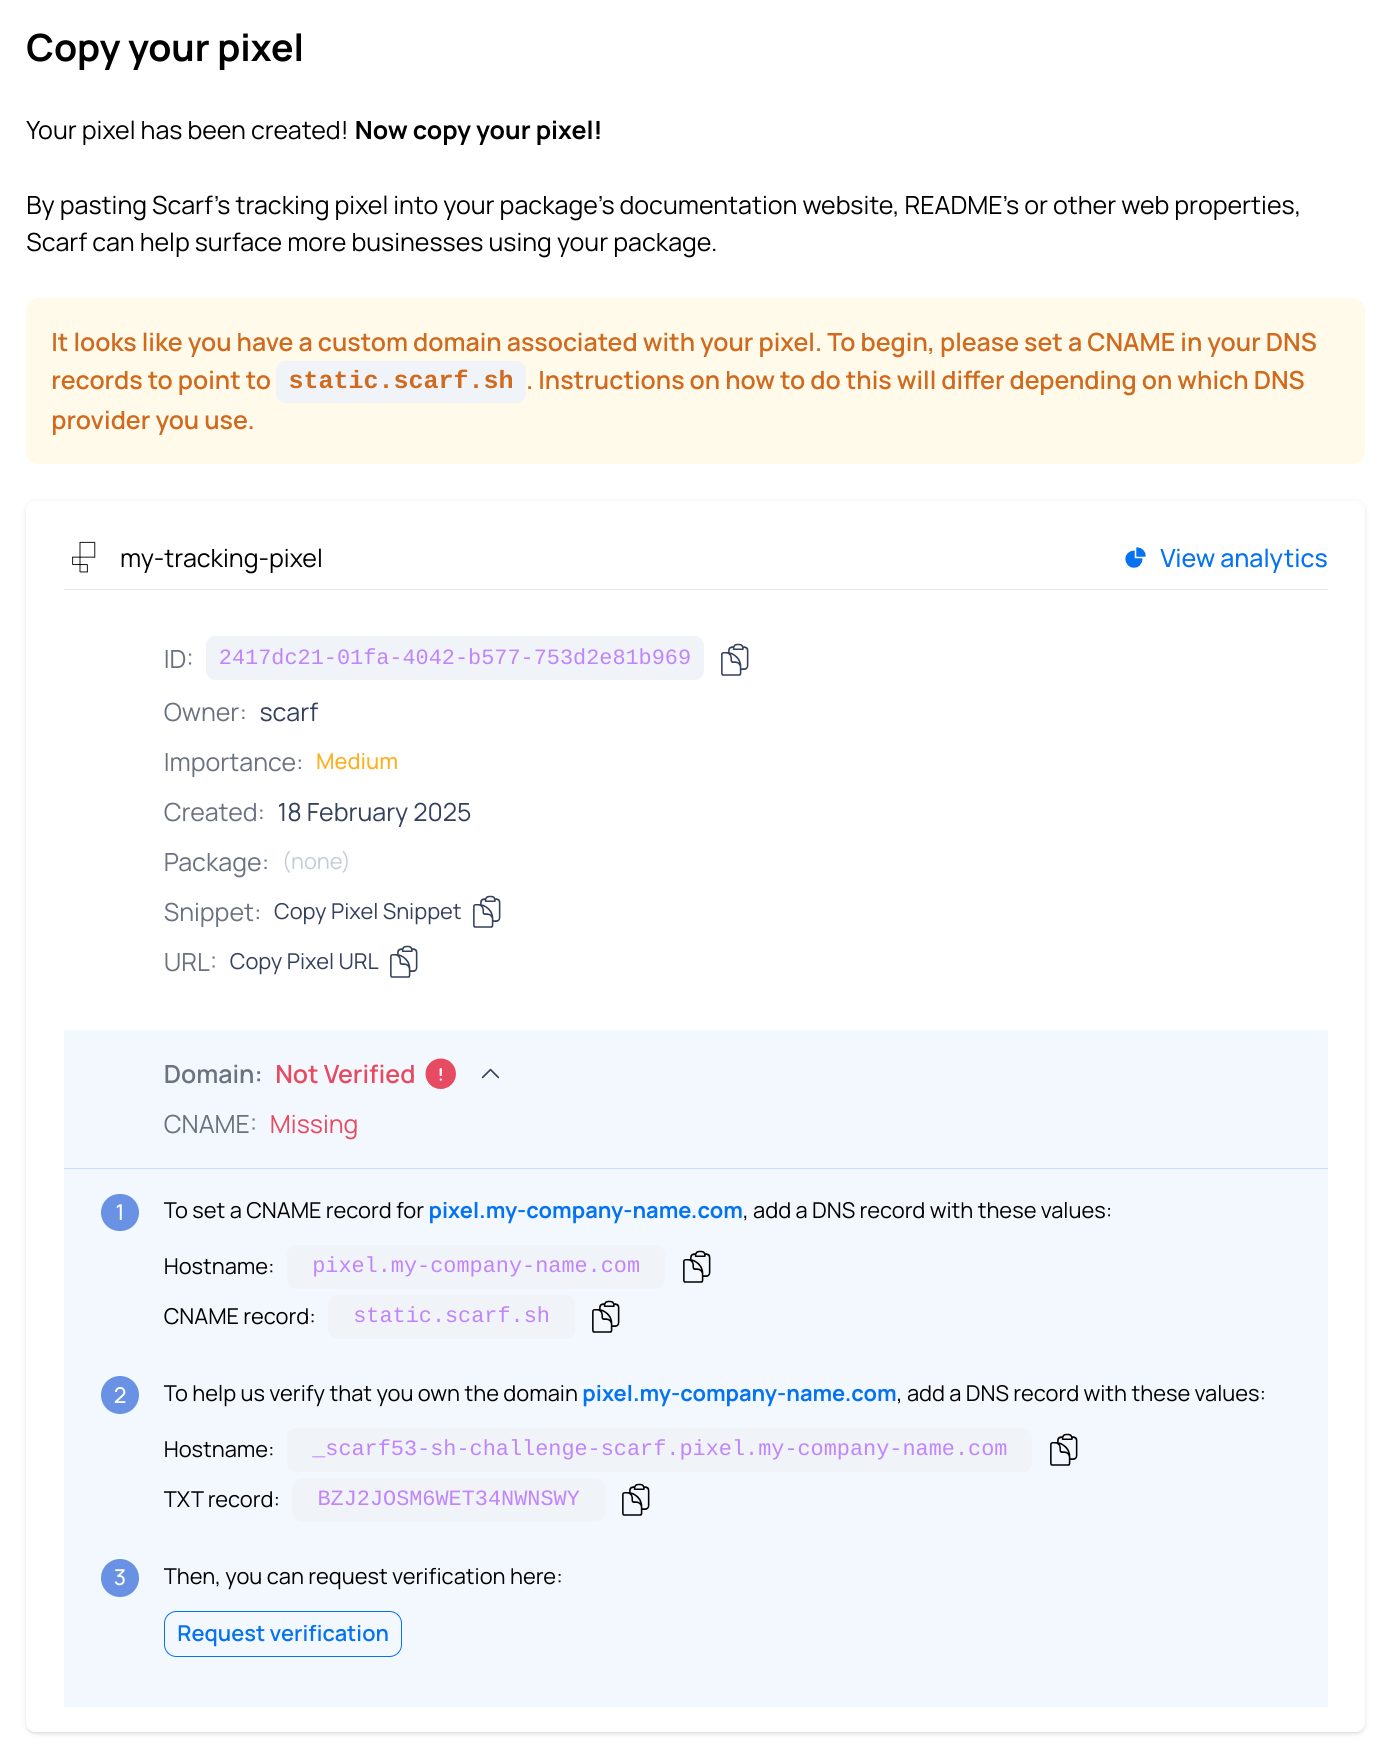 Copy your pixel
Your pixel has been created! Now copy your pixel!
By pasting Scarf's tracking pixel into your package's documentation website, README's or other web properties,
Scarf can help surface more businesses using your package.
It looks like you have a custom domain associated with your pixel. To begin, please set a CNAME in your DNS
records to point to static.scarf.sh . Instructions on how to do this will differ depending on which DNS
provider you use.
my-tracking-pixel
View analytics
ID: 2417dc21-01fa-4042-b577-753d2e81b969
Owner: scarf
Importance: Medium
Created: 18 February 2025
Package: (none)
Snippet: Copy Pixel Snippet
URL: Copy Pixel URL
Domain: Not Verified !
CNAME: Missing
1 To set a CNAME record for pixel.my-company-name.com, add a DNS record with these values:
Hostname: pixel.my-company-name.com
CNAME record: static.scarf.sh
2 To help us verify that you own the domain pixel.my-company-name.com, add a DNS record with these values:
Hostname: _scarf53-sh-challenge-scarf.pixel.my-company-name.com
TXT record: BZJ2JOSM6WET34NWNSWY
3 Then, you can request verification here:
Request verification